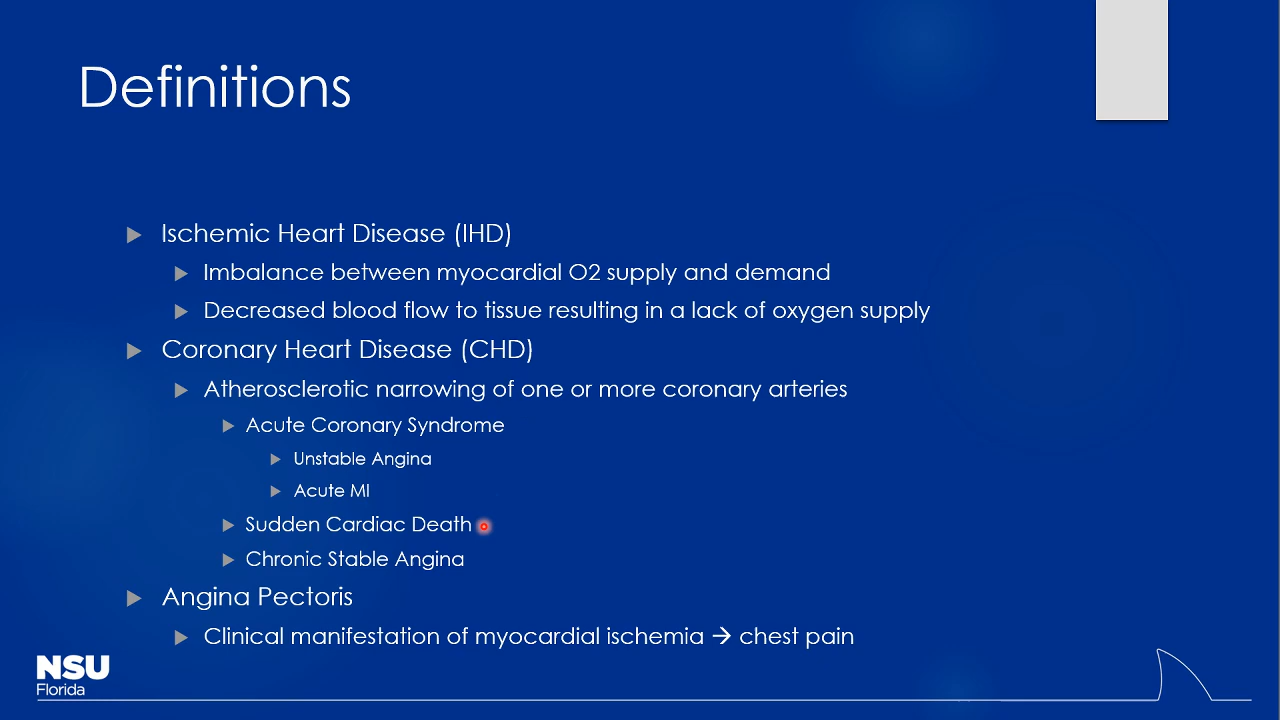 Definitions
Ischemic Heart Disease (IHD)
Imbalance between myocardial O2 supply and demand
Decreased blood flow to tissue resulting in a lack of oxygen supply
Coronary Heart Disease (CHD)
Atherosclerotic narrowing of one or more coronary arteries
Acute Coronary Syndrome
Unstable Angina
Acute MI
Sudden Cardiac Death
Chronic Stable Angina
Angina Pectoris
Clinical manifestation of myocardial ischemia → chest pain
NSU
Florida